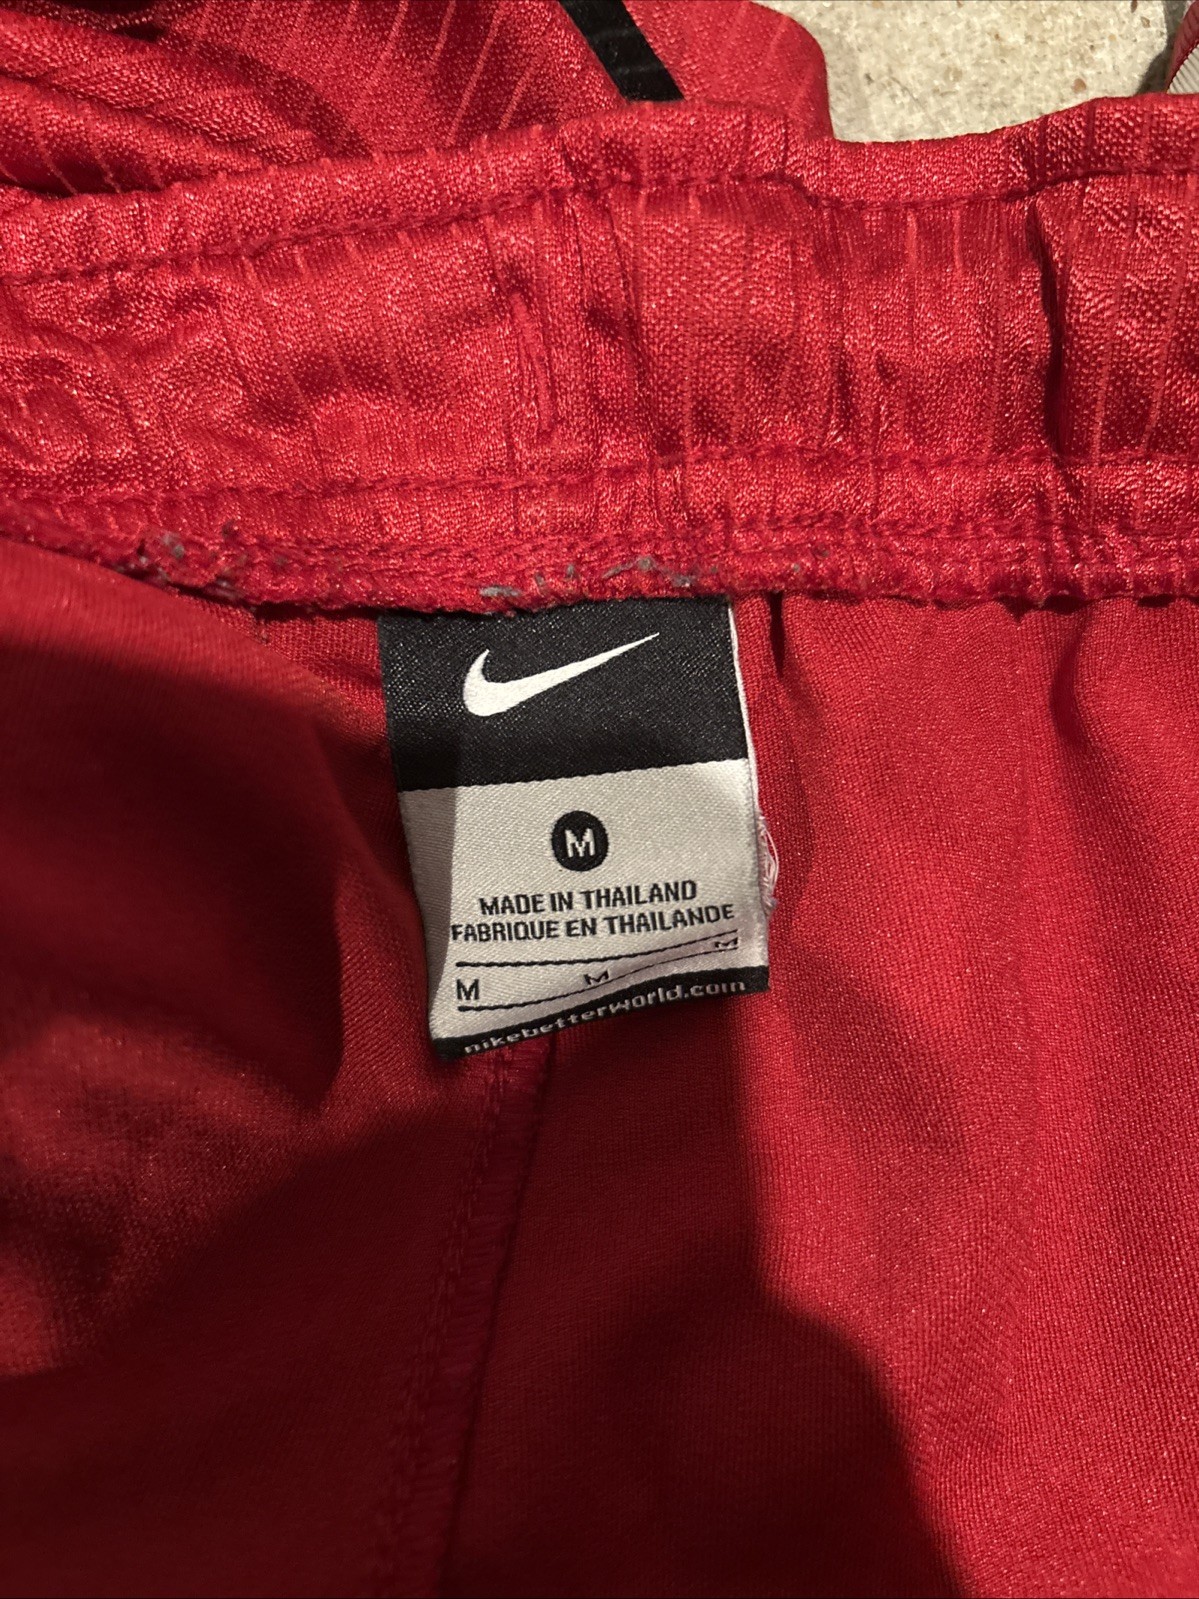 M
MADE IN THAILAND
FABRIQUE EN THAILANDE
M M M
nikebetterworld.com